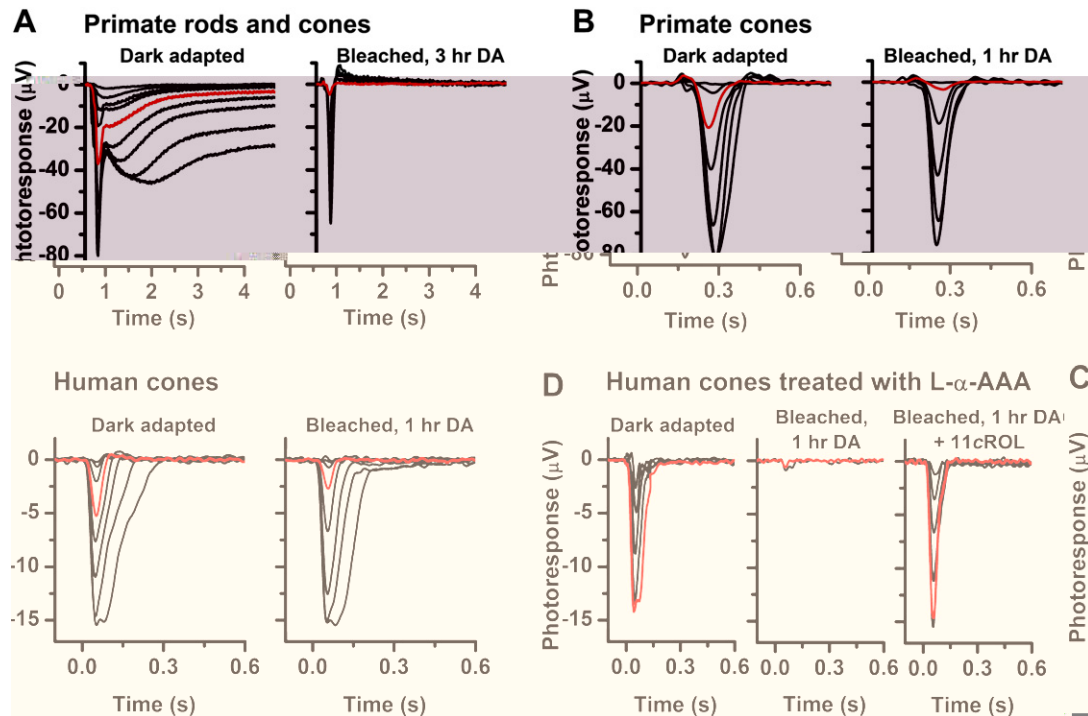 A Primate rods and cones
Dark adapted
Bleached, 3 hr DA
0
-20
-40
-60
-80
0 1 2 3 4
Time (s)
0 1 2 3 4
Time (s)
B Primate cones
Dark adapted
Bleached, 1 hr DA
(µV)
0
-20
-40
-60
-80
0.0 0.3 0.6
Time (s)
0.0 0.3 0.6
Time (s)
Human cones
Dark adapted
Bleached, 1 hr DA
0
-5
-10
-15
0.0 0.3 0.6
Time (s)
0.0 0.3 0.6
Time (s)
D Human cones treated with L-α-AAA
Dark adapted
Bleached,
1 hr DA
Bleached, 1 hr DA
+ 11cROL
Photoresponse (µV)
0
-5
-10
-15
0.0 0.3 0.6
Time (s)
0.0 0.3 0.6
Time (s)
0.0 0.3 0.6
Time (s)
C
Photoresponse (µV)